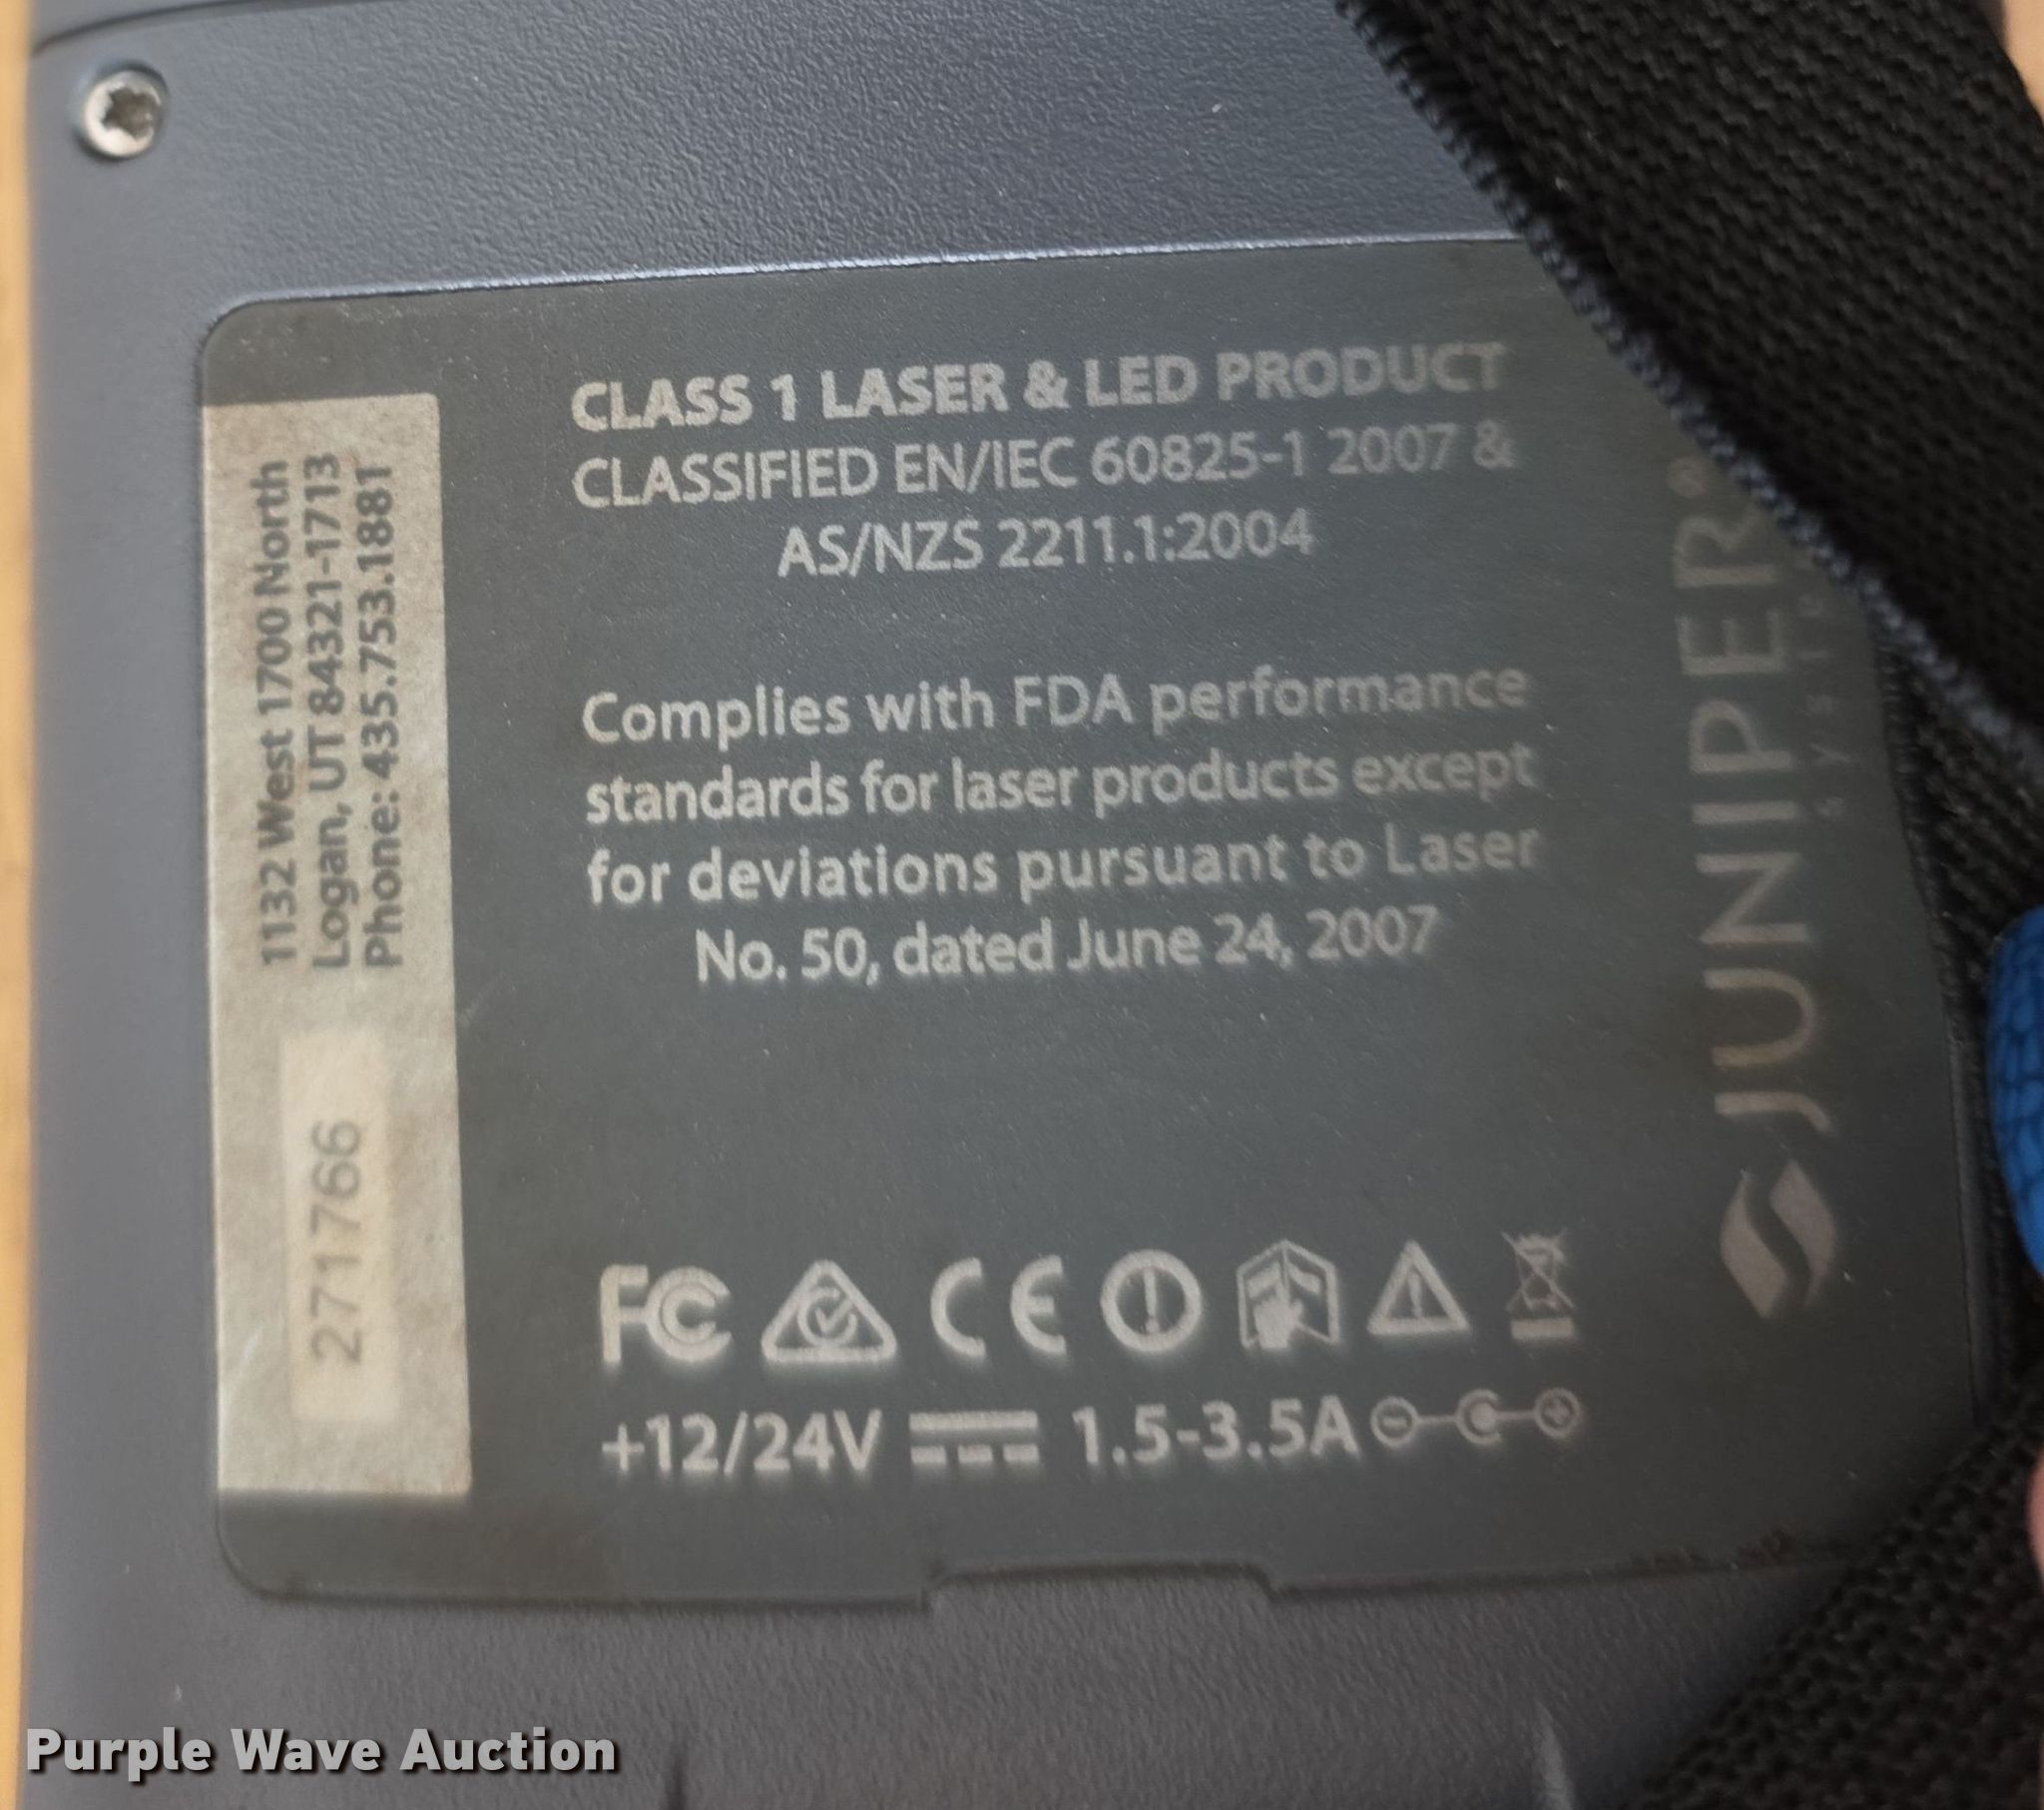 CLASS 1 LASER & LED PRODUCT
CLASSIFIED EN/IEC 60825-1 2007 &
AS/NZS 2211.1:2004
Complies with FDA performance
standards for laser products except
for deviations pursuant to Laser
No. 50, dated June 24, 2007
FC CE
+12/24V 1.5-3.5A
1132 West 1700 North
Logan, UT 84321-1713
Phone: 435.753.1881
271766
JUNIPER®
Purple Wave Auction